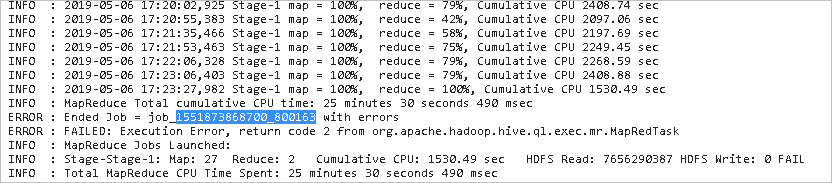 INFO : 2019-05-06 17:20:02,925 Stage-1 map = 100%, reduce = 79%, Cumulative CPU 2408.74 sec
INFO : 2019-05-06 17:20:55,383 Stage-1 map = 100%, reduce = 42%, Cumulative CPU 2097.06 sec
INFO : 2019-05-06 17:21:35,466 Stage-1 map = 100%, reduce = 58%, Cumulative CPU 2197.69 sec
INFO : 2019-05-06 17:21:53,463 Stage-1 map = 100%, reduce = 75%, Cumulative CPU 2249.45 sec
INFO : 2019-05-06 17:22:06,328 Stage-1 map = 100%, reduce = 79%, Cumulative CPU 2268.59 sec
INFO : 2019-05-06 17:23:06,403 Stage-1 map = 100%, reduce = 79%, Cumulative CPU 2408.88 sec
INFO : 2019-05-06 17:23:27,982 Stage-1 map = 100%, reduce = 100%, Cumulative CPU 1530.49 sec
INFO : MapReduce Total cumulative CPU time: 25 minutes 30 seconds 490 msec
ERROR : Ended Job = job_1551873868700_800163 with errors
ERROR : FAILED: Execution Error, return code 2 from org.apache.hadoop.hive.ql.exec.mr.MapRedTask
INFO : MapReduce Jobs Launched:
INFO : Stage-Stage-1: Map: 27 Reduce: 2 Cumulative CPU: 1530.49 sec HDFS Read: 7656290387 HDFS Write: 0 FAIL
INFO : Total MapReduce CPU Time Spent: 25 minutes 30 seconds 490 msec